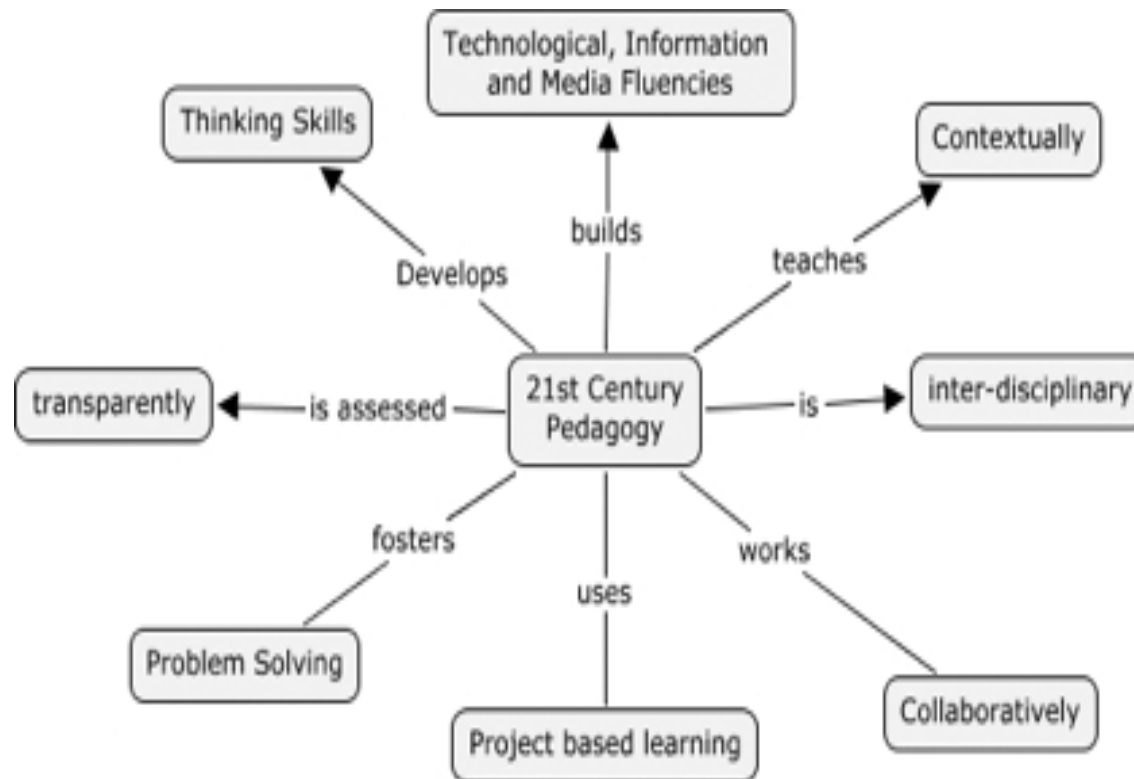 Technological, Information
and Media Fluencies
Thinking Skills
Contextually
builds
Develops
teaches
transparently
is assessed
21st Century
Pedagogy
is
inter-disciplinary
fosters
uses
works
Problem Solving
Project based learning
Collaboratively